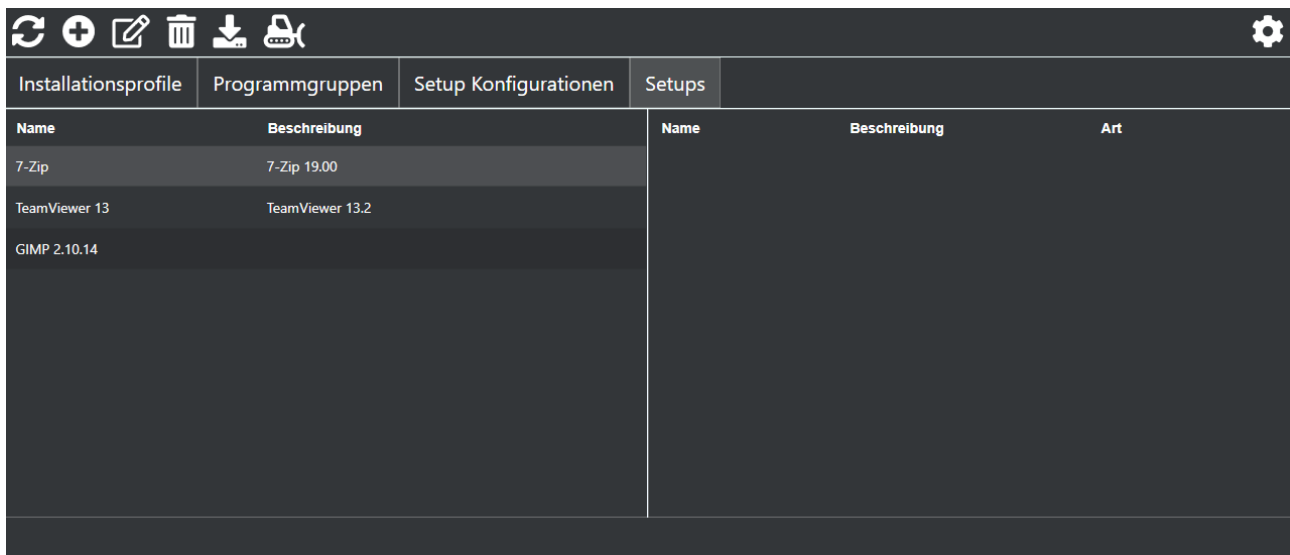 Installationsprofile Programmgruppen Setup Konfigurationen Setups
Name Beschreibung Name Beschreibung Art
7-Zip 7-Zip 19.00
TeamViewer 13 TeamViewer 13.2
GIMP 2.10.14